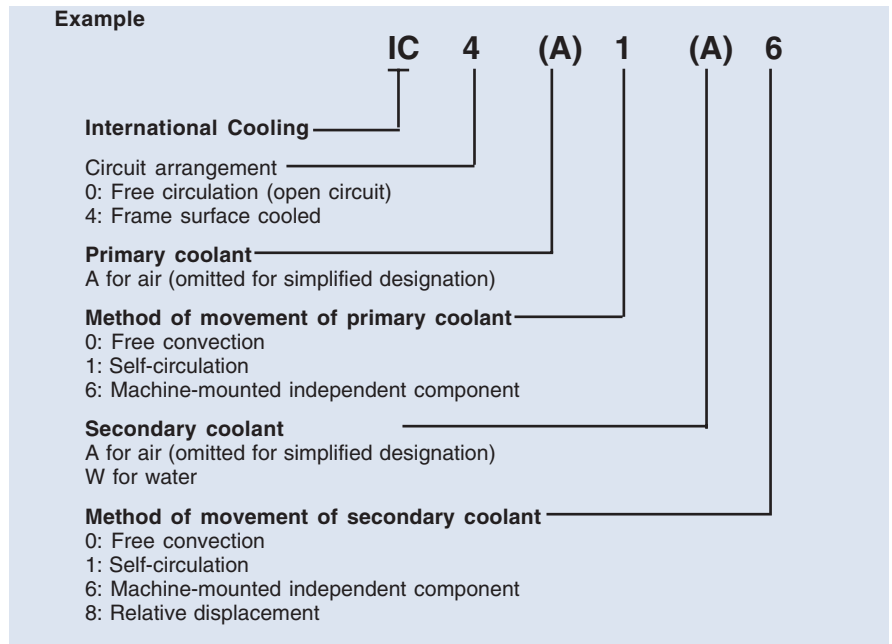 Example
IC 4 (A) 1 (A) 6
International Cooling
Circuit arrangement
0: Free circulation (open circuit)
4: Frame surface cooled
Primary coolant
A for air (omitted for simplified designation)
Method of movement of primary coolant
0: Free convection
1: Self-circulation
6: Machine-mounted independent component
Secondary coolant
A for air (omitted for simplified designation)
W for water
Method of movement of secondary coolant
0: Free convection
1: Self-circulation
6: Machine-mounted independent component
8: Relative displacement